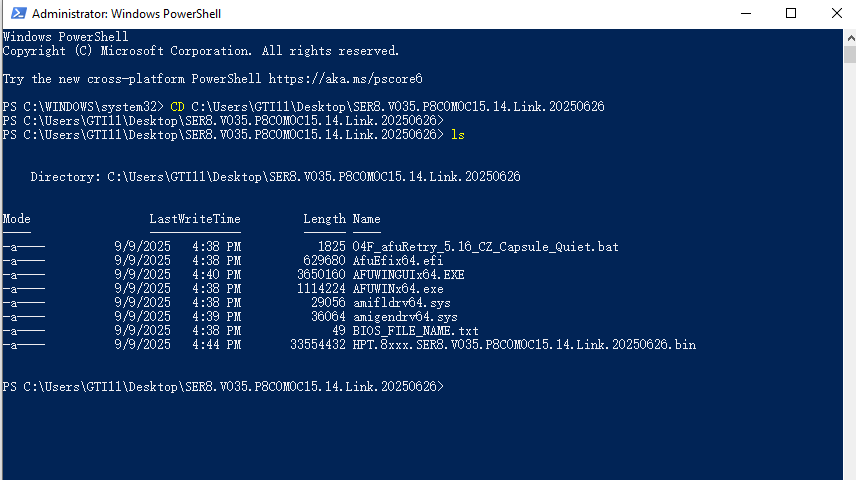 Administrator: Windows PowerShell
Windows PowerShell
Copyright (C) Microsoft Corporation. All rights reserved.
Try the new cross-platform PowerShell https://aka.ms/pscore6
PS C:\WINDOWS\system32> CD C:\Users\GTI11\Desktop\SER8.V035.P8C0M0C15.14.Link.20250626
PS C:\Users\GTI11\Desktop\SER8.V035.P8C0M0C15.14.Link.20250626>
PS C:\Users\GTI11\Desktop\SER8.V035.P8C0M0C15.14.Link.20250626> ls
Directory: C:\Users\GTI11\Desktop\SER8.V035.P8C0M0C15.14.Link.20250626
Mode LastWriteTime Length Name
---- ------------- ------ ----
-a---- 9/9/2025 4:38 PM 1825 04F_afuRetry_5.16_CZ_Capsule_Quiet.bat
-a---- 9/9/2025 4:38 PM 629680 AfuEfix64.efi
-a---- 9/9/2025 4:40 PM 3650160 AFUWINGUIx64.EXE
-a---- 9/9/2025 4:38 PM 1114224 AFUWINx64.exe
-a---- 9/9/2025 4:38 PM 29056 amifldrv64.sys
-a---- 9/9/2025 4:39 PM 36064 amigendrv64.sys
-a---- 9/9/2025 4:38 PM 49 BIOS_FILE_NAME.txt
-a---- 9/9/2025 4:44 PM 33554432 HPT.8xxx.SER8.V035.P8C0M0C15.14.Link.20250626.bin
PS C:\Users\GTI11\Desktop\SER8.V035.P8C0M0C15.14.Link.20250626>